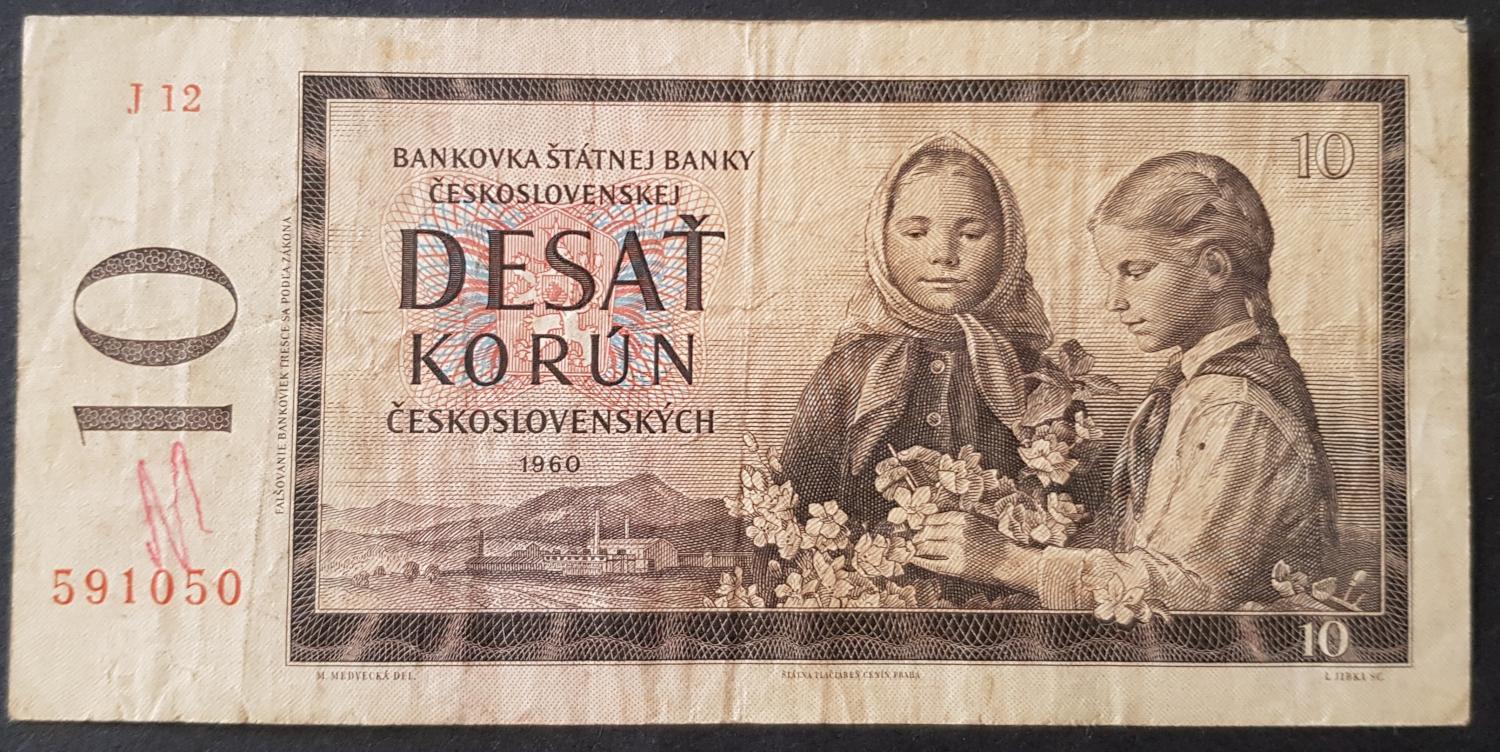 J 12
10
591050
FALŠOVANIE BANKOVIEK TRESCE SA PODĽA ZÁKONA
BANKOVKA ŠTÁTNEJ BANKY
ČESKOSLOVENSKEJ
DESAŤ
KORÚN
ČESKOSLOVENSKÝCH
1960
10
10
M. MEDVECKÁ DEL.
ŠTÁTNA TLAČIAREŇ CENÍN, PRAHA
L. JIRKA SC.